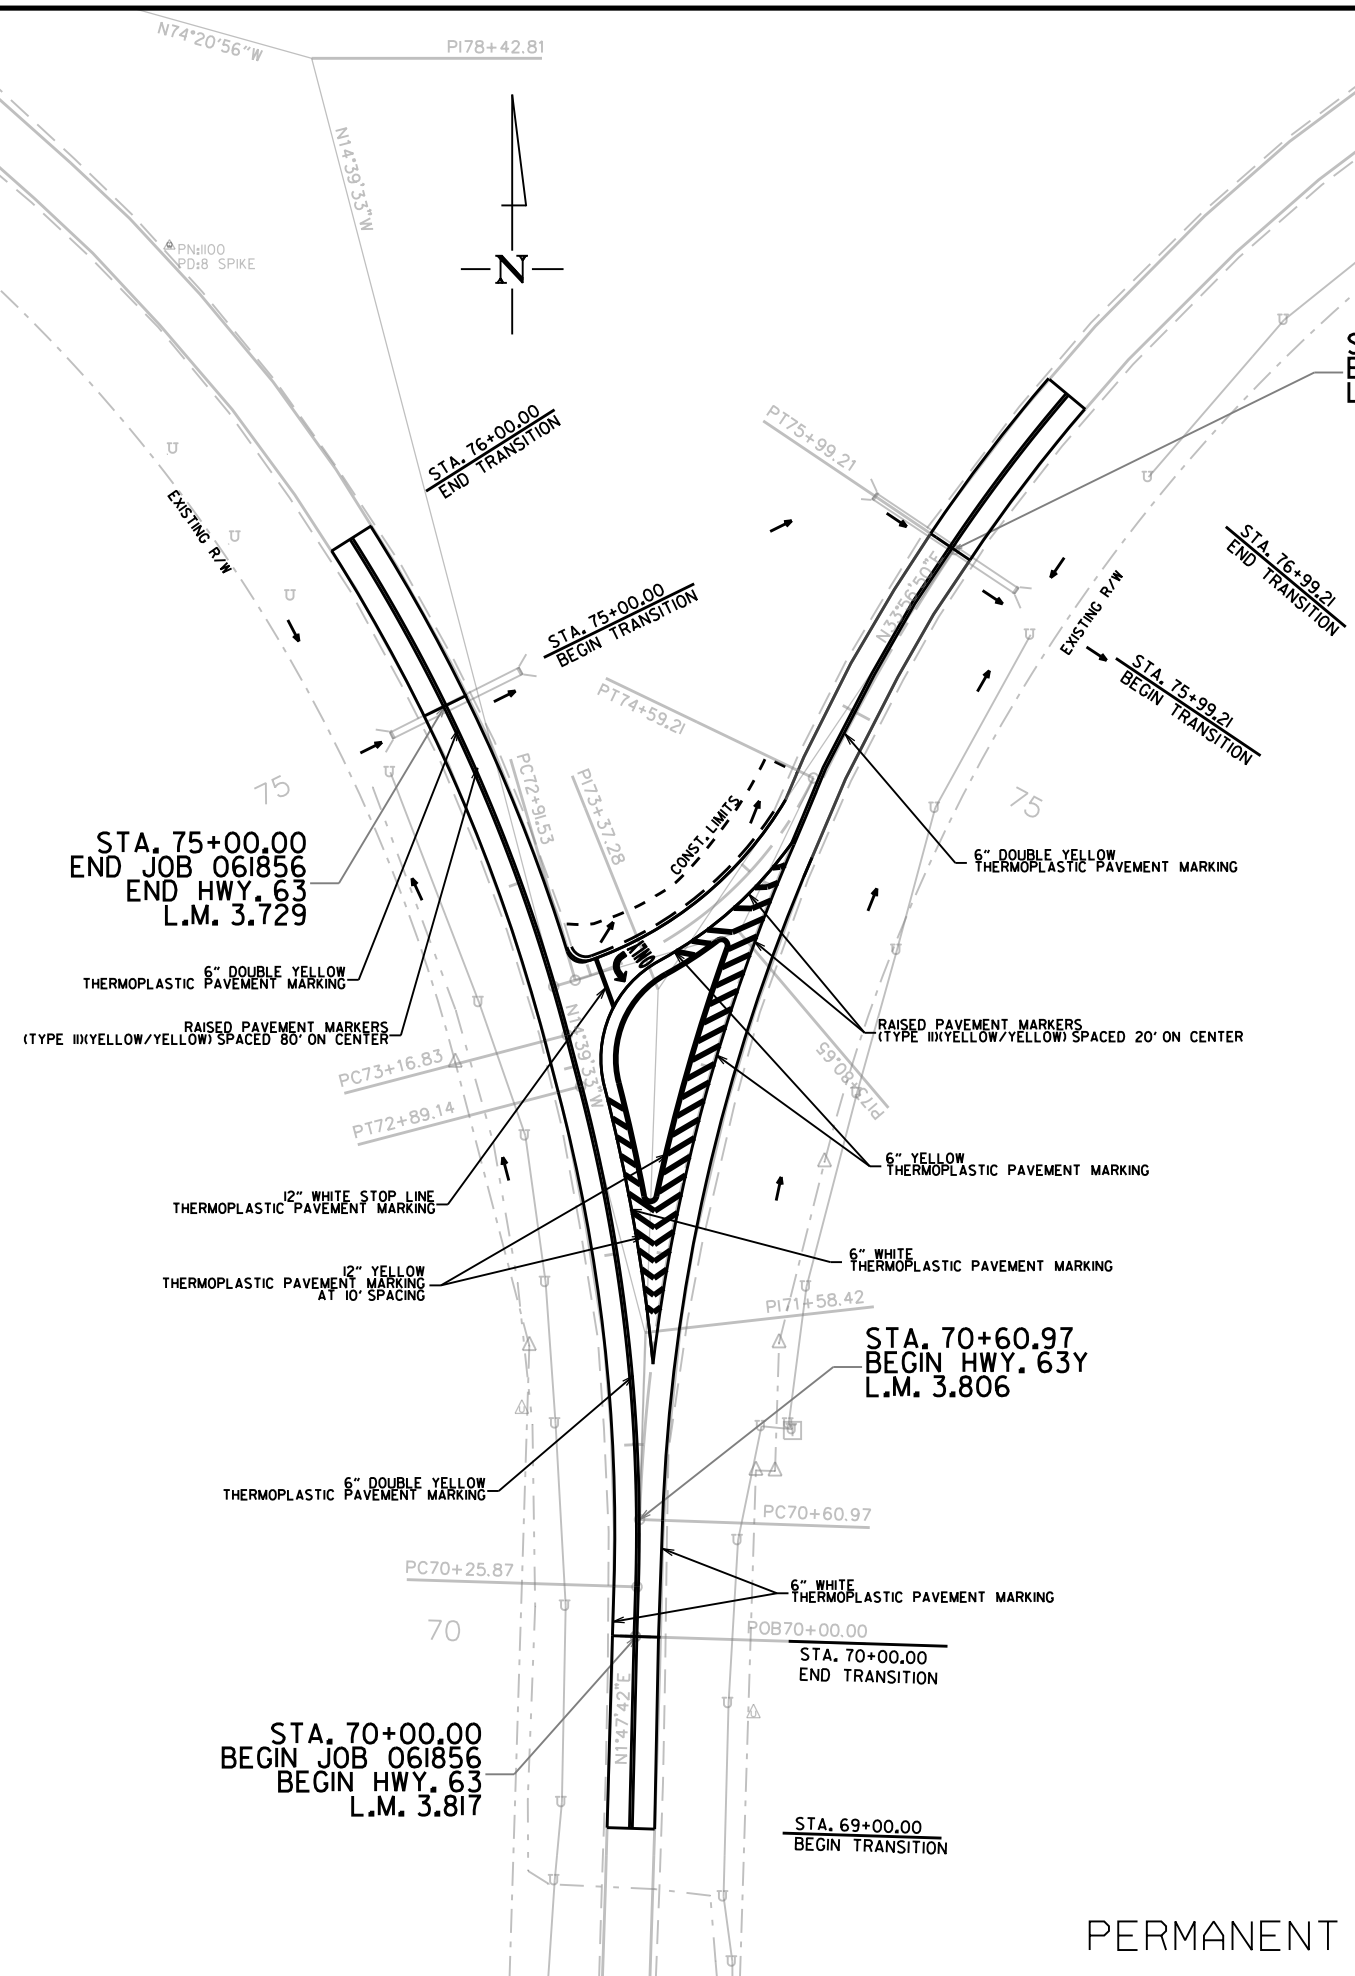 N74°20'56"W
PI78+42.81
N14°39'33"W
N
PN:1100
PD:8 SPIKE
S
E
L
STA. 76+00.00
END TRANSITION
PT75+99.21
EXISTING R/W
STA. 76+99.21
END TRANSITION
N33°56'50"E
EXISTING R/W
STA. 75+00.00
BEGIN TRANSITION
STA. 75+99.21
BEGIN TRANSITION
PT74+59.21
PC72+91.53
PI73+37.28
75
75
CONST. LIMITS
STA. 75+00.00
END JOB 061856
END HWY. 63
L.M. 3.729
6" DOUBLE YELLOW
THERMOPLASTIC PAVEMENT MARKING
6" DOUBLE YELLOW
THERMOPLASTIC PAVEMENT MARKING
ONLY
RAISED PAVEMENT MARKERS
(TYPE II)(YELLOW/YELLOW) SPACED 80' ON CENTER
RAISED PAVEMENT MARKERS
(TYPE II)(YELLOW/YELLOW) SPACED 20' ON CENTER
N14°39'33"W
PC73+16.83
PI73+80.65
PT72+89.14
6" YELLOW
THERMOPLASTIC PAVEMENT MARKING
12" WHITE STOP LINE
THERMOPLASTIC PAVEMENT MARKING
6" WHITE
THERMOPLASTIC PAVEMENT MARKING
12" YELLOW
THERMOPLASTIC PAVEMENT MARKING
AT 10' SPACING
PI71+58.42
STA. 70+60.97
BEGIN HWY. 63Y
L.M. 3.806
6" DOUBLE YELLOW
THERMOPLASTIC PAVEMENT MARKING
PC70+60.97
PC70+25.87
6" WHITE
THERMOPLASTIC PAVEMENT MARKING
70
POB70+00.00
STA. 70+00.00
END TRANSITION
N1°47'42"E
STA. 70+00.00
BEGIN JOB 061856
BEGIN HWY. 63
L.M. 3.817
STA. 69+00.00
BEGIN TRANSITION
PERMANENT